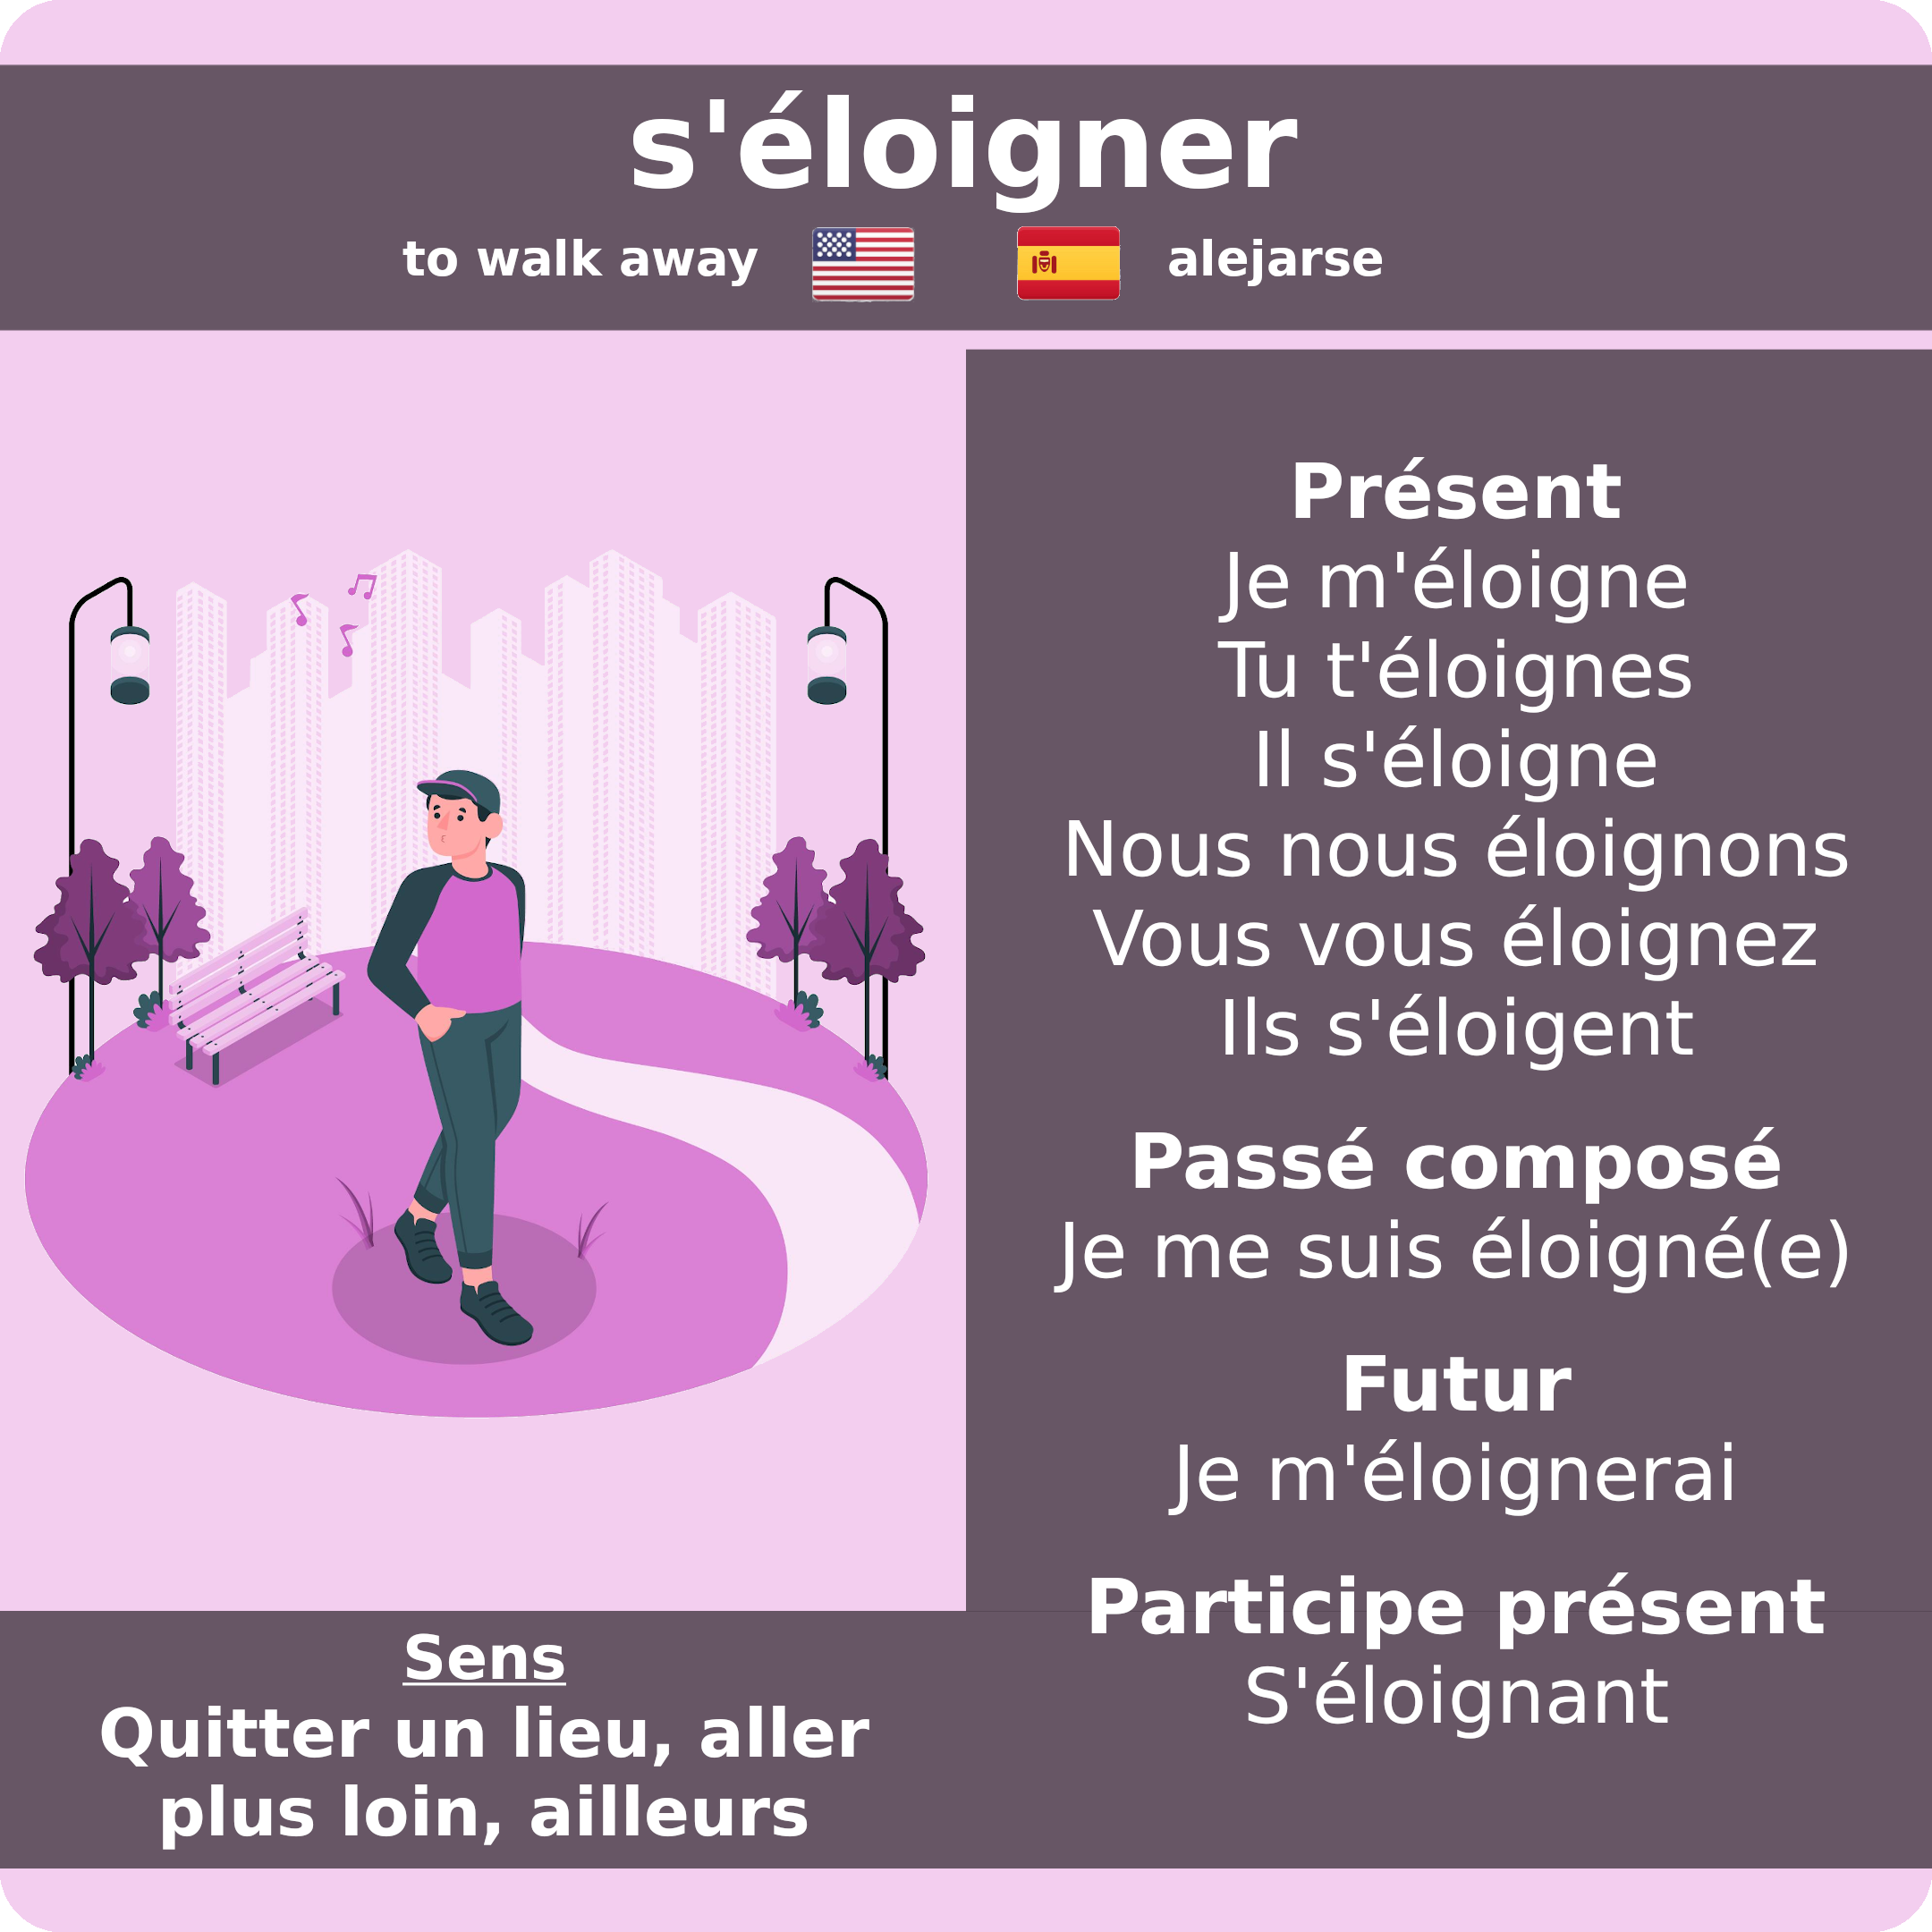 s'éloigner
to walk away alejarse
Présent
Je m'éloigne
Tu t'éloignes
Il s'éloigne
Nous nous éloignons
Vous vous éloignez
Ils s'éloigent
Passé composé
Je me suis éloigné(e)
Futur
Je m'éloignerai
Participe présent
S'éloignant
Sens
Quitter un lieu, aller
plus loin, ailleurs